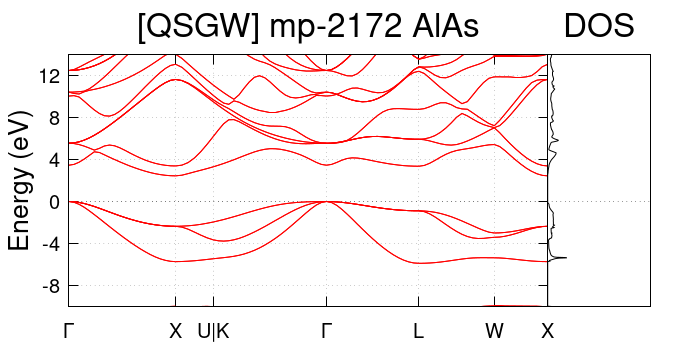 [QSGW] mp-2172 AlAs DOS
Energy (eV)
12
8
4
0
-4
-8
Γ X U|K Γ L W X